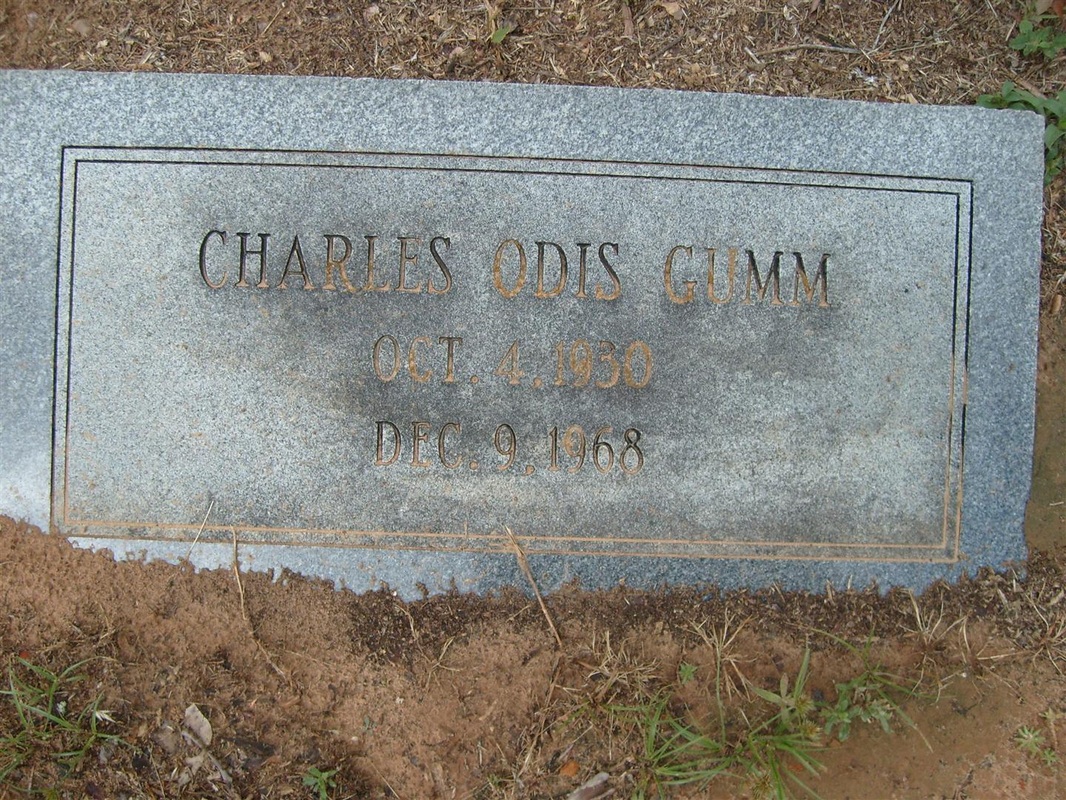 CHARLES ODIS GUMM
OCT. 4. 1930
DEC. 9. 1968